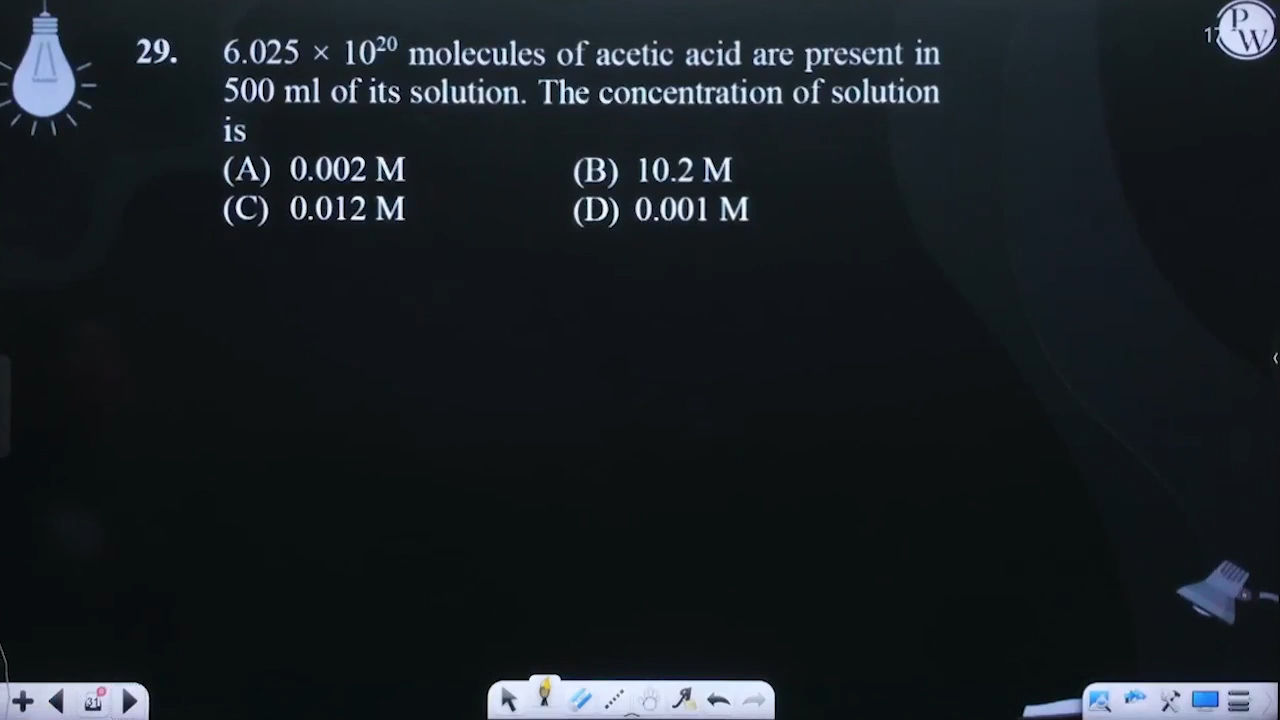 29. 6.025 × 10²⁰ molecules of acetic acid are present in
500 ml of its solution. The concentration of solution
is
(A) 0.002 M (B) 10.2 M
(C) 0.012 M (D) 0.001 M
P
W
31